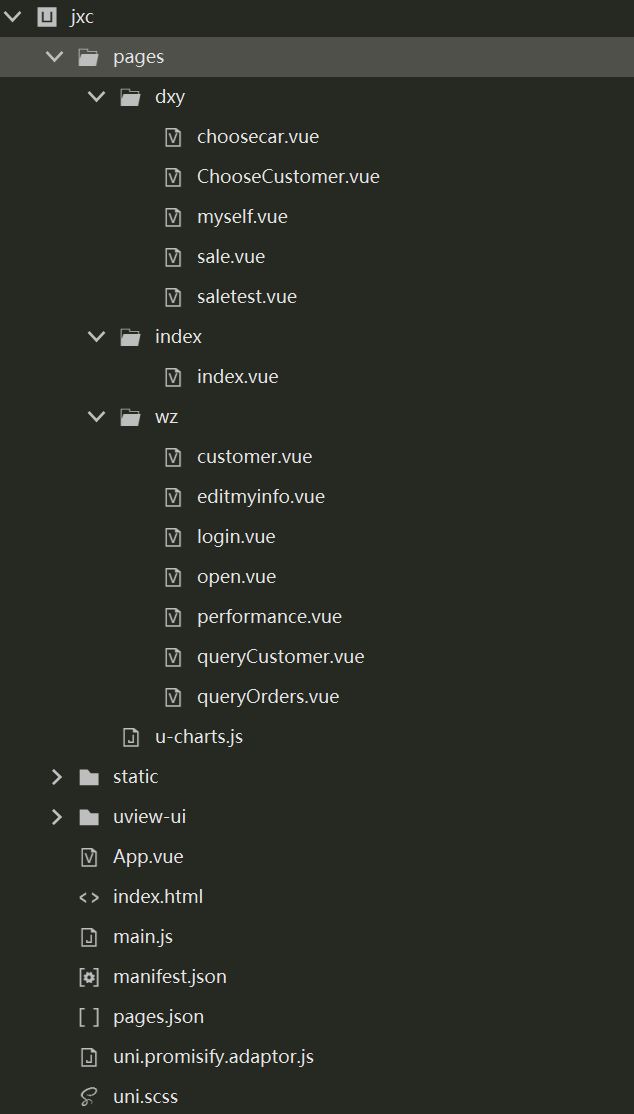 jxc
pages
dxy
choosecar.vue
ChooseCustomer.vue
myself.vue
sale.vue
saletest.vue
index
index.vue
wz
customer.vue
editmyinfo.vue
login.vue
open.vue
performance.vue
queryCustomer.vue
queryOrders.vue
u-charts.js
static
uview-ui
App.vue
index.html
main.js
manifest.json
pages.json
uni.promisify.adaptor.js
uni.scss